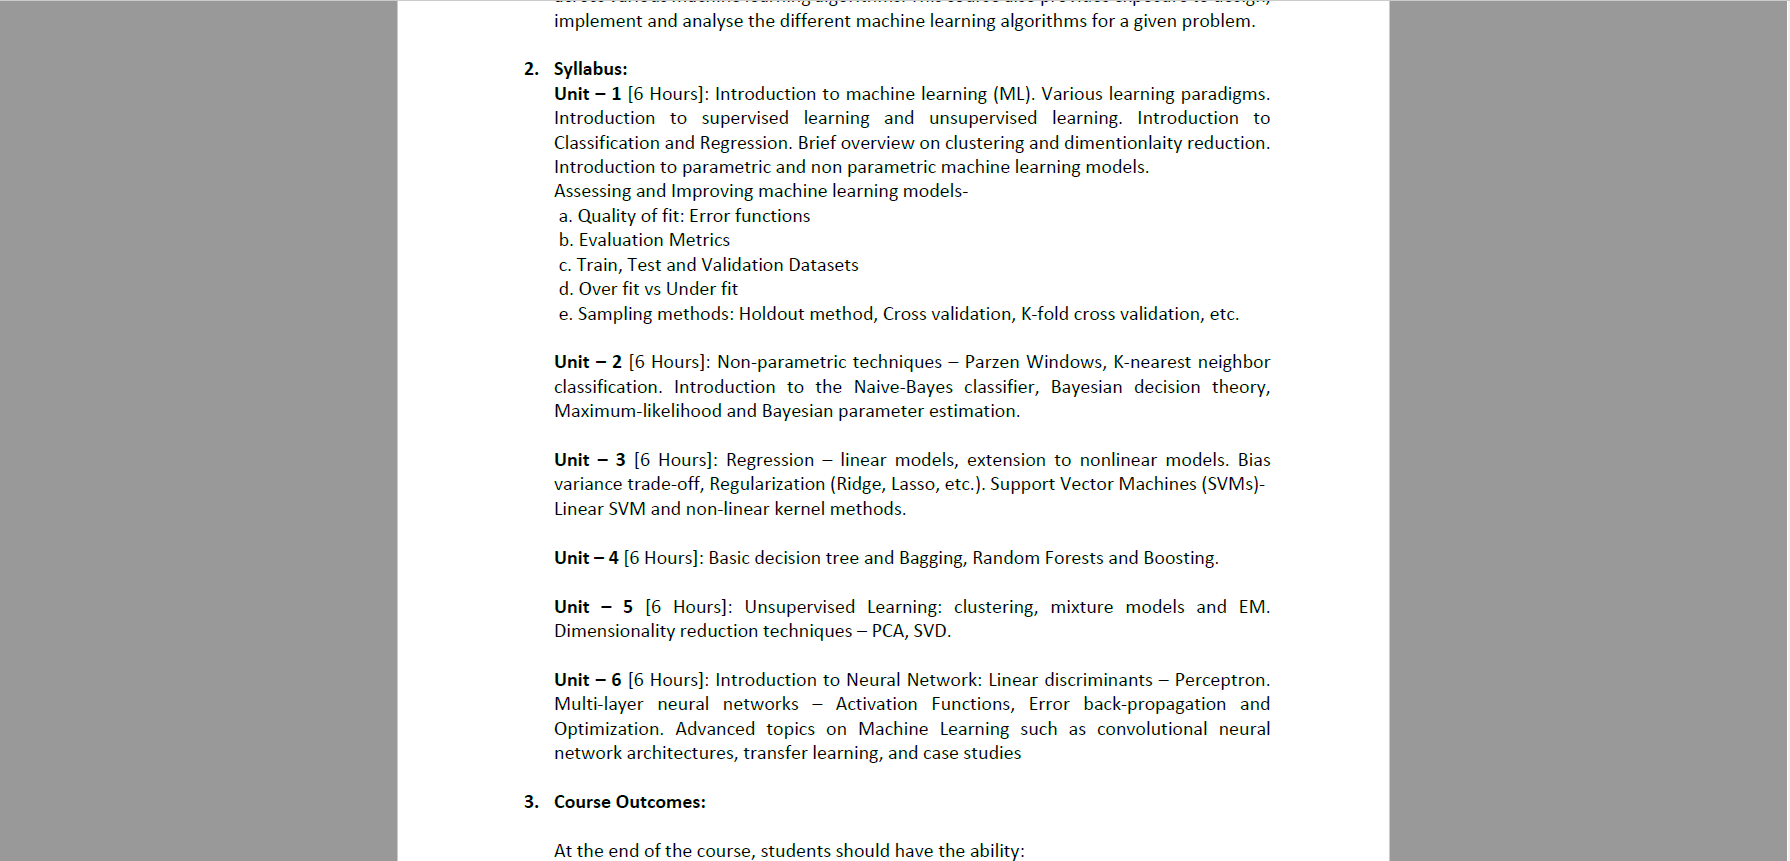 implement and analyse the different machine learning algorithms for a given problem.
2. Syllabus:
Unit – 1 [6 Hours]: Introduction to machine learning (ML). Various learning paradigms.
Introduction to supervised learning and unsupervised learning. Introduction to
Classification and Regression. Brief overview on clustering and dimentionlaity reduction.
Introduction to parametric and non parametric machine learning models.
Assessing and Improving machine learning models-
a. Quality of fit: Error functions
b. Evaluation Metrics
c. Train, Test and Validation Datasets
d. Over fit vs Under fit
e. Sampling methods: Holdout method, Cross validation, K-fold cross validation, etc.
Unit – 2 [6 Hours]: Non-parametric techniques – Parzen Windows, K-nearest neighbor
classification. Introduction to the Naive-Bayes classifier, Bayesian decision theory,
Maximum-likelihood and Bayesian parameter estimation.
Unit – 3 [6 Hours]: Regression – linear models, extension to nonlinear models. Bias
variance trade-off, Regularization (Ridge, Lasso, etc.). Support Vector Machines (SVMs)-
Linear SVM and non-linear kernel methods.
Unit – 4 [6 Hours]: Basic decision tree and Bagging, Random Forests and Boosting.
Unit – 5 [6 Hours]: Unsupervised Learning: clustering, mixture models and EM.
Dimensionality reduction techniques – PCA, SVD.
Unit – 6 [6 Hours]: Introduction to Neural Network: Linear discriminants – Perceptron.
Multi-layer neural networks – Activation Functions, Error back-propagation and
Optimization. Advanced topics on Machine Learning such as convolutional neural
network architectures, transfer learning, and case studies
3. Course Outcomes:
At the end of the course, students should have the ability: